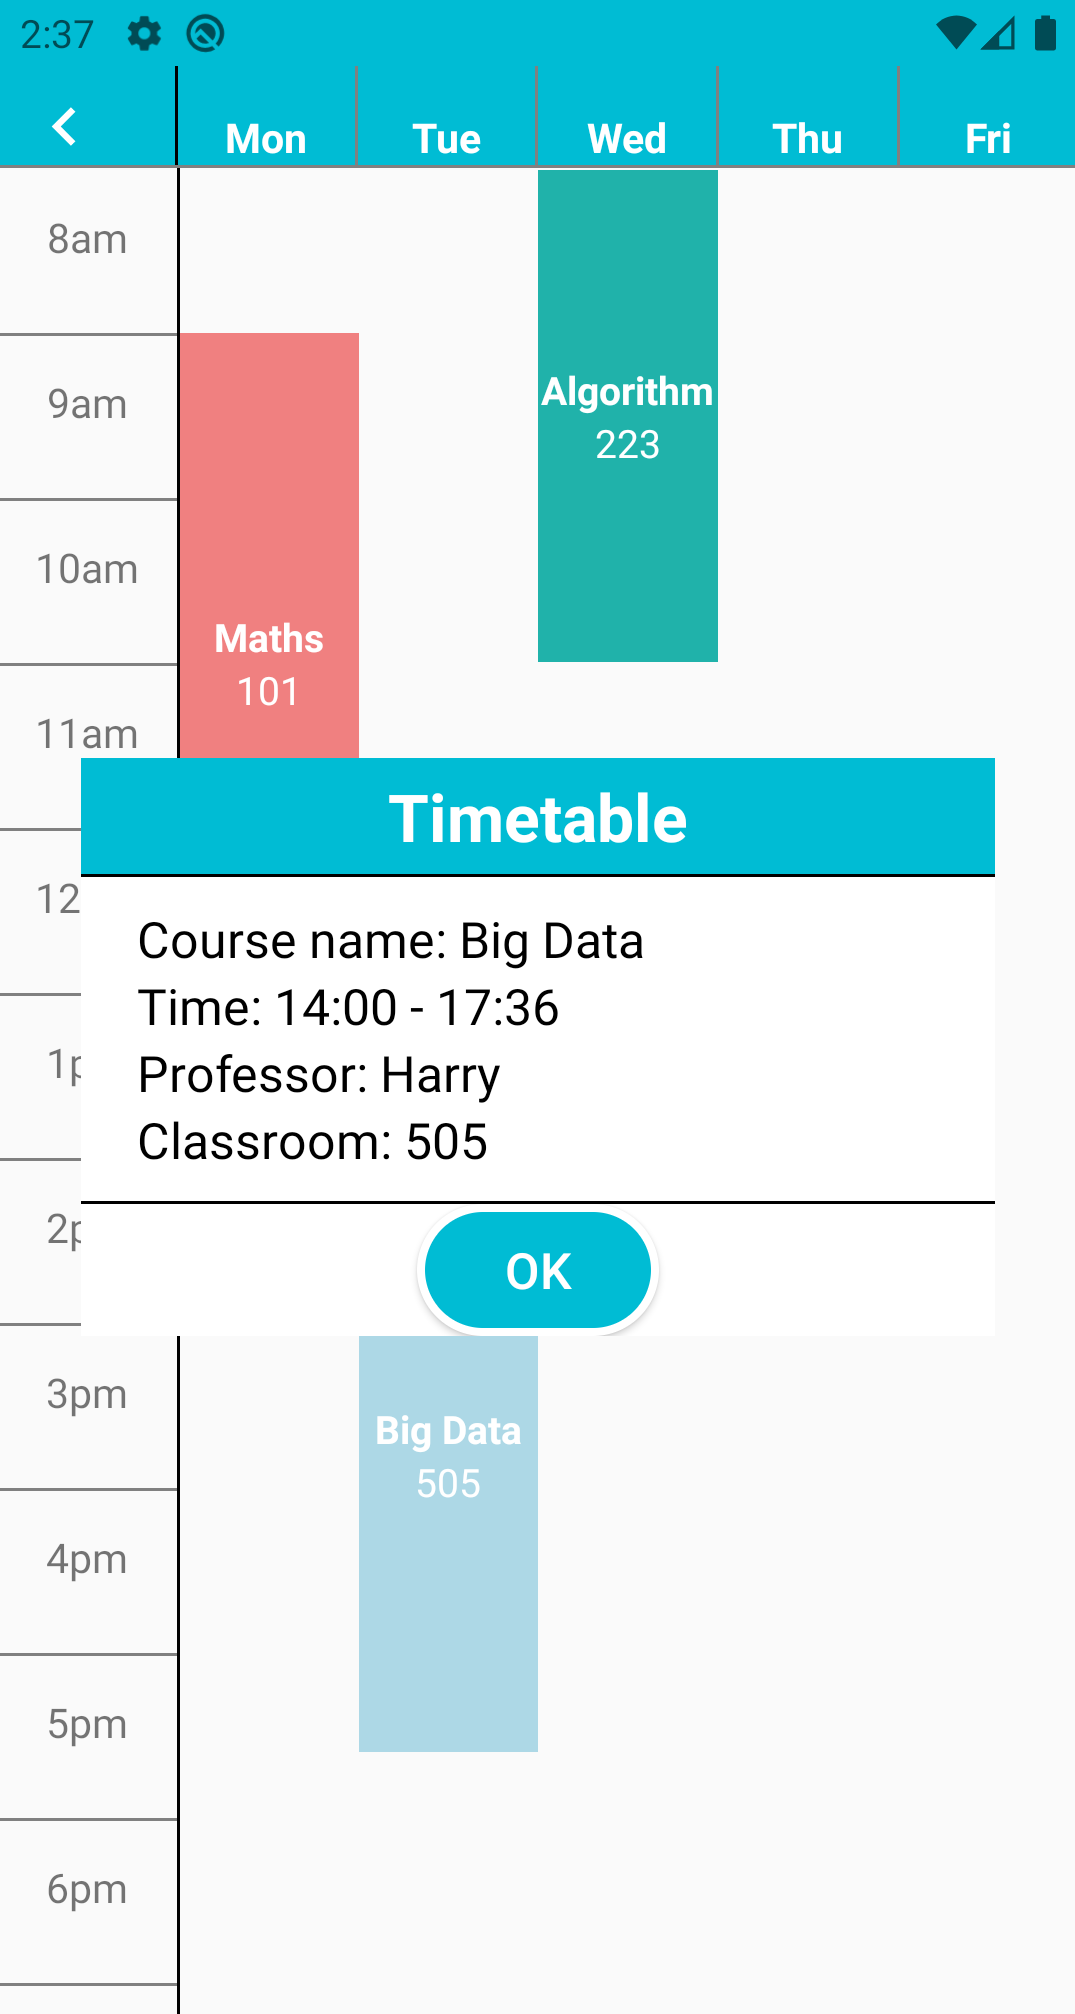 2:37
Mon Tue Wed Thu Fri
8am
9am
Algorithm
223
10am
Maths
101
11am
Timetable
12
Course name: Big Data
Time: 14:00 - 17:36
1p
Professor: Harry
Classroom: 505
2p
OK
3pm
Big Data
505
4pm
5pm
6pm